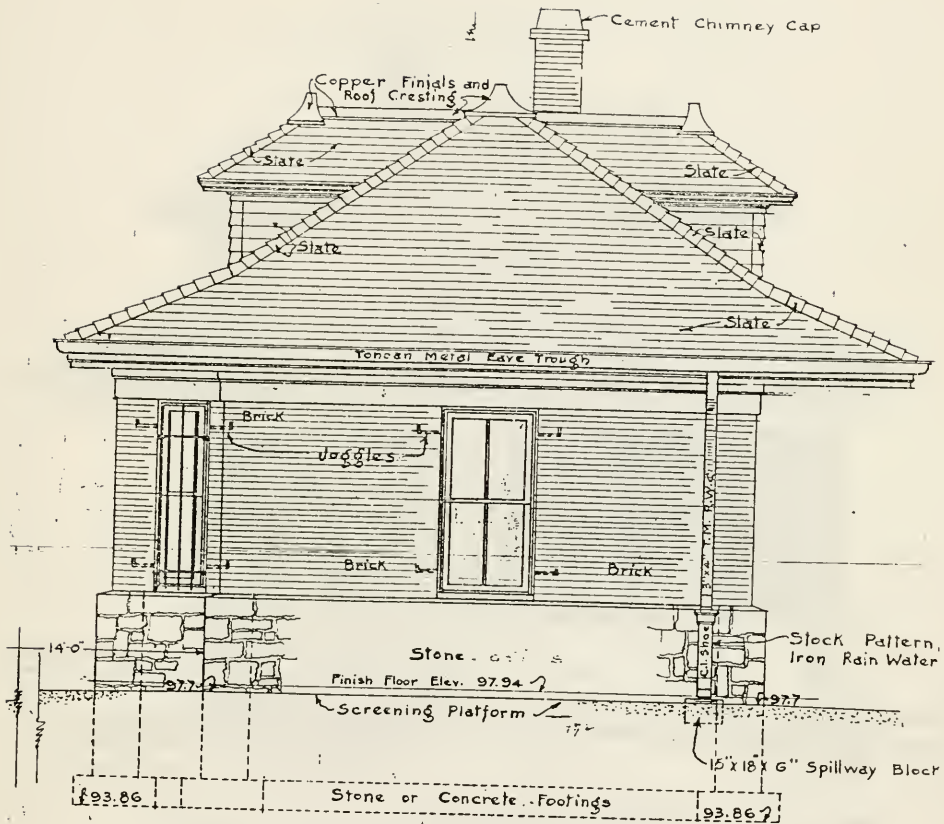 Cement Chimney Cap
Copper Finials and
Roof Cresting
Slate
Slate
Slate
Slate
Slate
Toncan Metal Eave Trough
Brick
Joggles
3"x4" T.M. R.W.C.
Brick
Brick
Stone
C.I. Shoe
Stock Pattern,
Iron Rain Water
14'-0"
97.7
Finish Floor Elev. 97.94
97.7
Screening Platform
15"x18"x6" Spillway Block
93.86
Stone or Concrete Footings
93.86